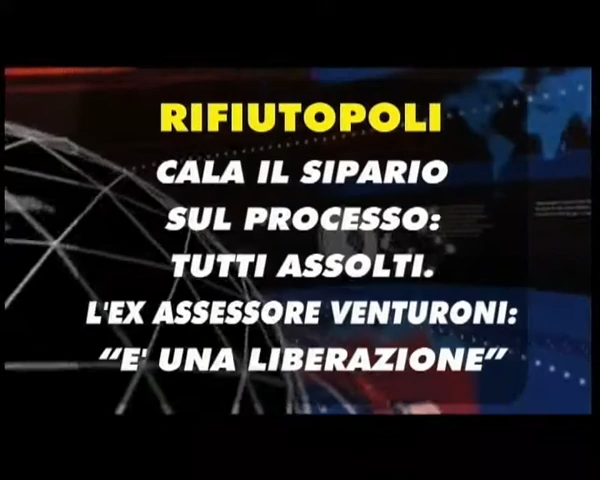 RIFIUTOPOLI
CALA IL SIPARIO
SUL PROCESSO:
TUTTI ASSOLTI.
L'EX ASSESSORE VENTURONI:
“E' UNA LIBERAZIONE”